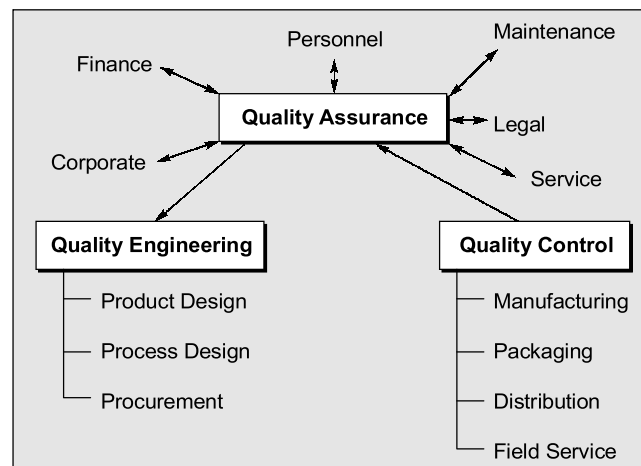 Personnel
Maintenance
Finance
Quality Assurance
Legal
Corporate
Service
Quality Engineering
Product Design
Process Design
Procurement
Quality Control
Manufacturing
Packaging
Distribution
Field Service